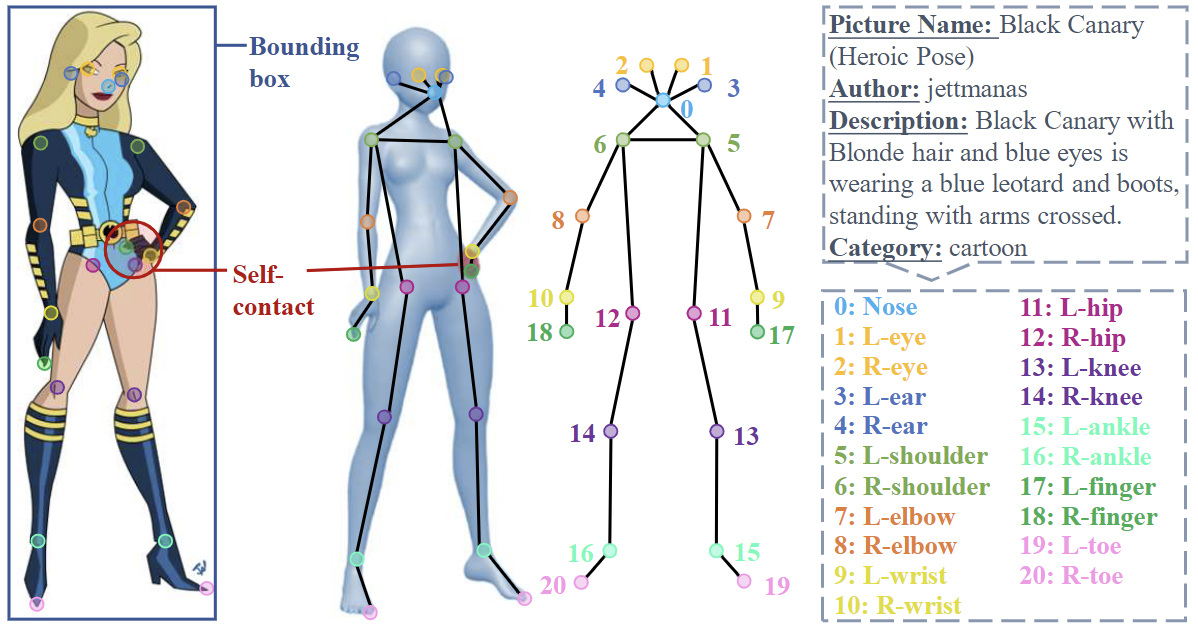 Bounding
box
Self-
contact
2
1
4
3
0
6
5
8
7
10
9
18
17
12
11
14
13
16
15
20
19
Picture Name: Black Canary
(Heroic Pose)
Author: jettmanas
Description: Black Canary with
Blonde hair and blue eyes is
wearing a blue leotard and boots,
standing with arms crossed.
Category: cartoon
0: Nose
1: L-eye
2: R-eye
3: L-ear
4: R-ear
5: L-shoulder
6: R-shoulder
7: L-elbow
8: R-elbow
9: L-wrist
10: R-wrist
11: L-hip
12: R-hip
13: L-knee
14: R-knee
15: L-ankle
16: R-ankle
17: L-finger
18: R-finger
19: L-toe
20: R-toe